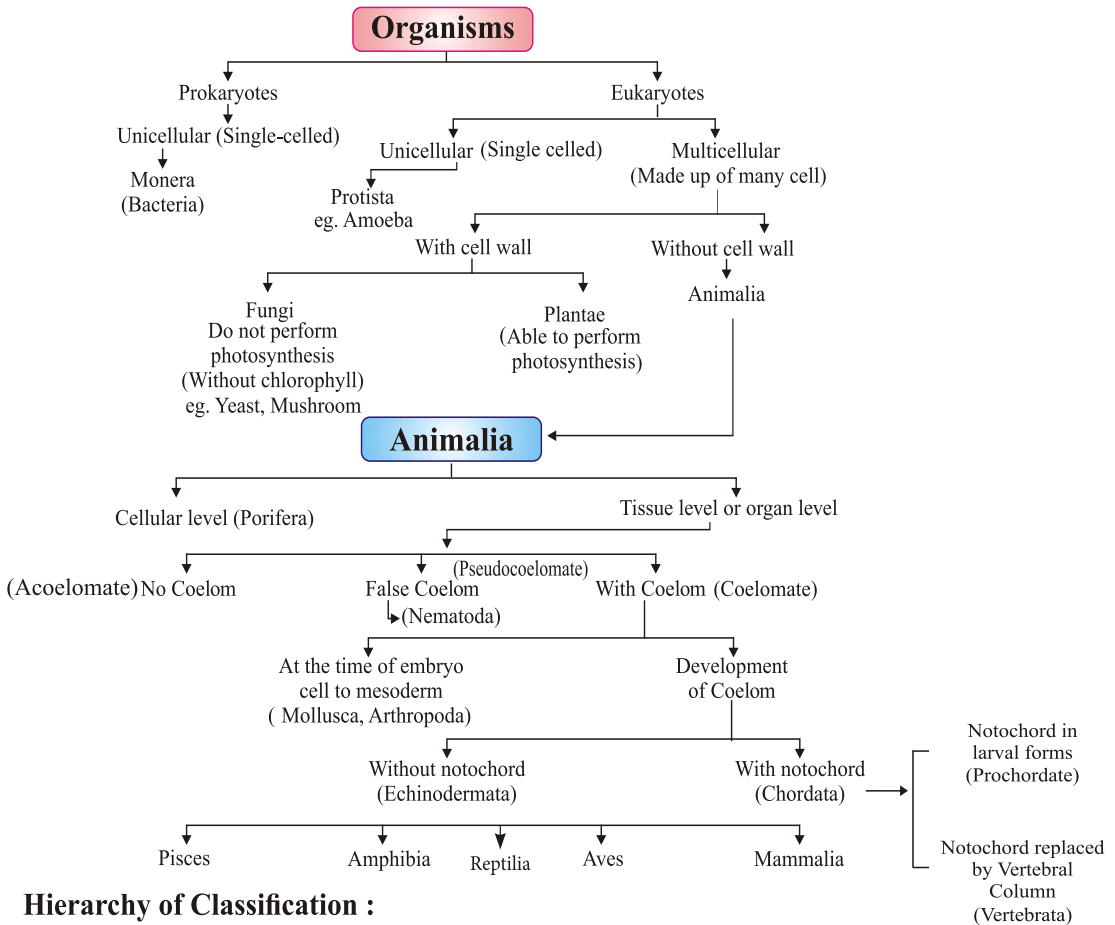 Organisms
Prokaryotes
Eukaryotes
Unicellular (Single-celled)
Unicellular (Single celled)
Multicellular
(Made up of many cell)
Monera
(Bacteria)
Protista
eg. Amoeba
With cell wall
Without cell wall
Animalia
Fungi
Do not perform
photosynthesis
(Without chlorophyll)
eg. Yeast, Mushroom
Plantae
(Able to perform
photosynthesis)
Animalia
Cellular level (Porifera)
Tissue level or organ level
(Acoelomate) No Coelom
(Pseudocoelomate)
False Coelom
(Nematoda)
With Coelom (Coelomate)
At the time of embryo
cell to mesoderm
( Mollusca, Arthropoda)
Development
of Coelom
Without notochord
(Echinodermata)
With notochord
(Chordata)
Notochord in
larval forms
(Prochordate)
Notochord replaced
by Vertebral
Column
(Vertebrata)
Pisces
Amphibia
Reptilia
Aves
Mammalia
Hierarchy of Classification :